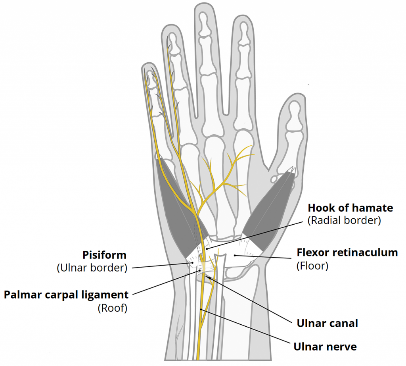 Hook of hamate
(Radial border)
Pisiform
(Ulnar border)
Flexor retinaculum
(Floor)
Palmar carpal ligament
(Roof)
Ulnar canal
Ulnar nerve